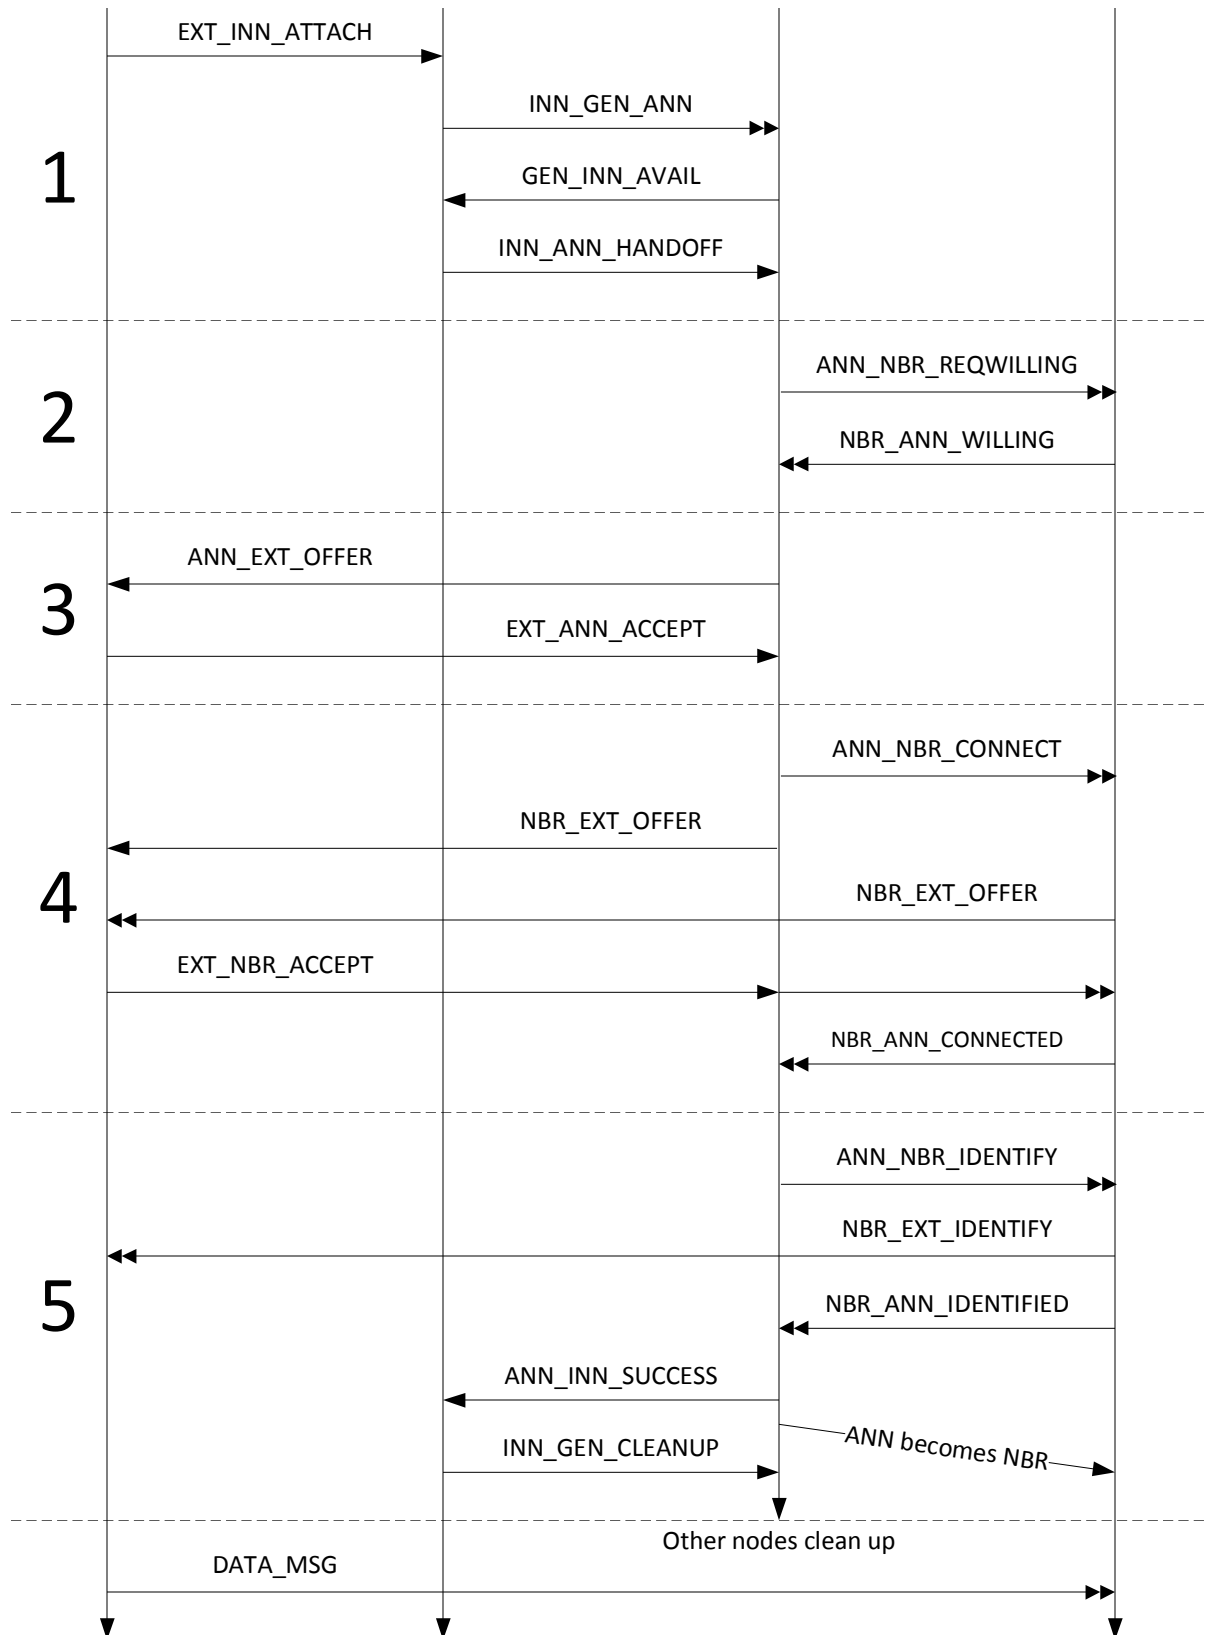 EXT_INN_ATTACH
INN_GEN_ANN
1
GEN_INN_AVAIL
INN_ANN_HANDOFF
ANN_NBR_REQWILLING
2
NBR_ANN_WILLING
ANN_EXT_OFFER
3
EXT_ANN_ACCEPT
ANN_NBR_CONNECT
NBR_EXT_OFFER
4
NBR_EXT_OFFER
EXT_NBR_ACCEPT
NBR_ANN_CONNECTED
ANN_NBR_IDENTIFY
NBR_EXT_IDENTIFY
5
NBR_ANN_IDENTIFIED
ANN_INN_SUCCESS
ANN becomes NBR
INN_GEN_CLEANUP
Other nodes clean up
DATA_MSG